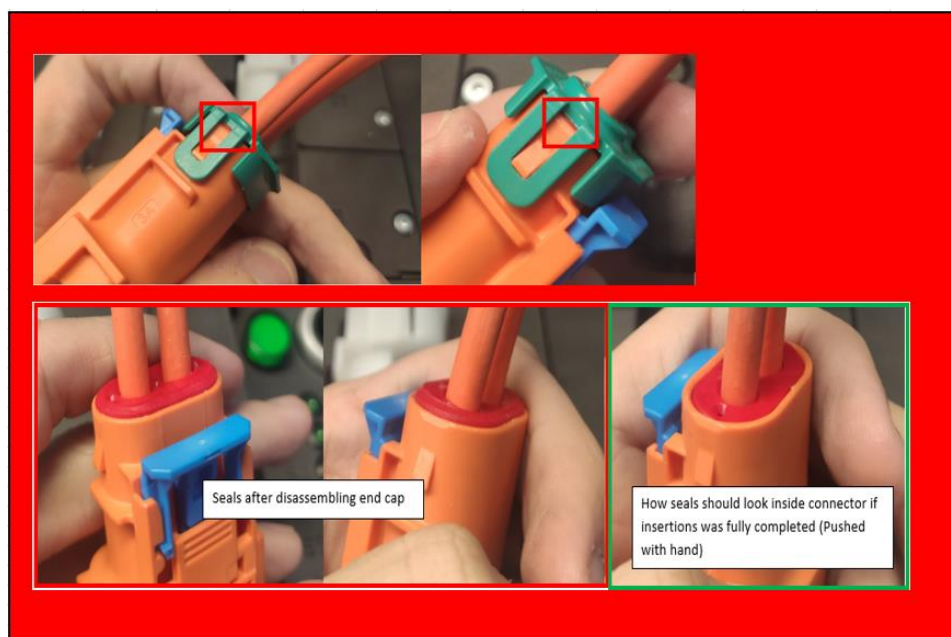 3A
Seals after disassembling end cap
How seals should look inside connector if
insertions was fully completed (Pushed
with hand)